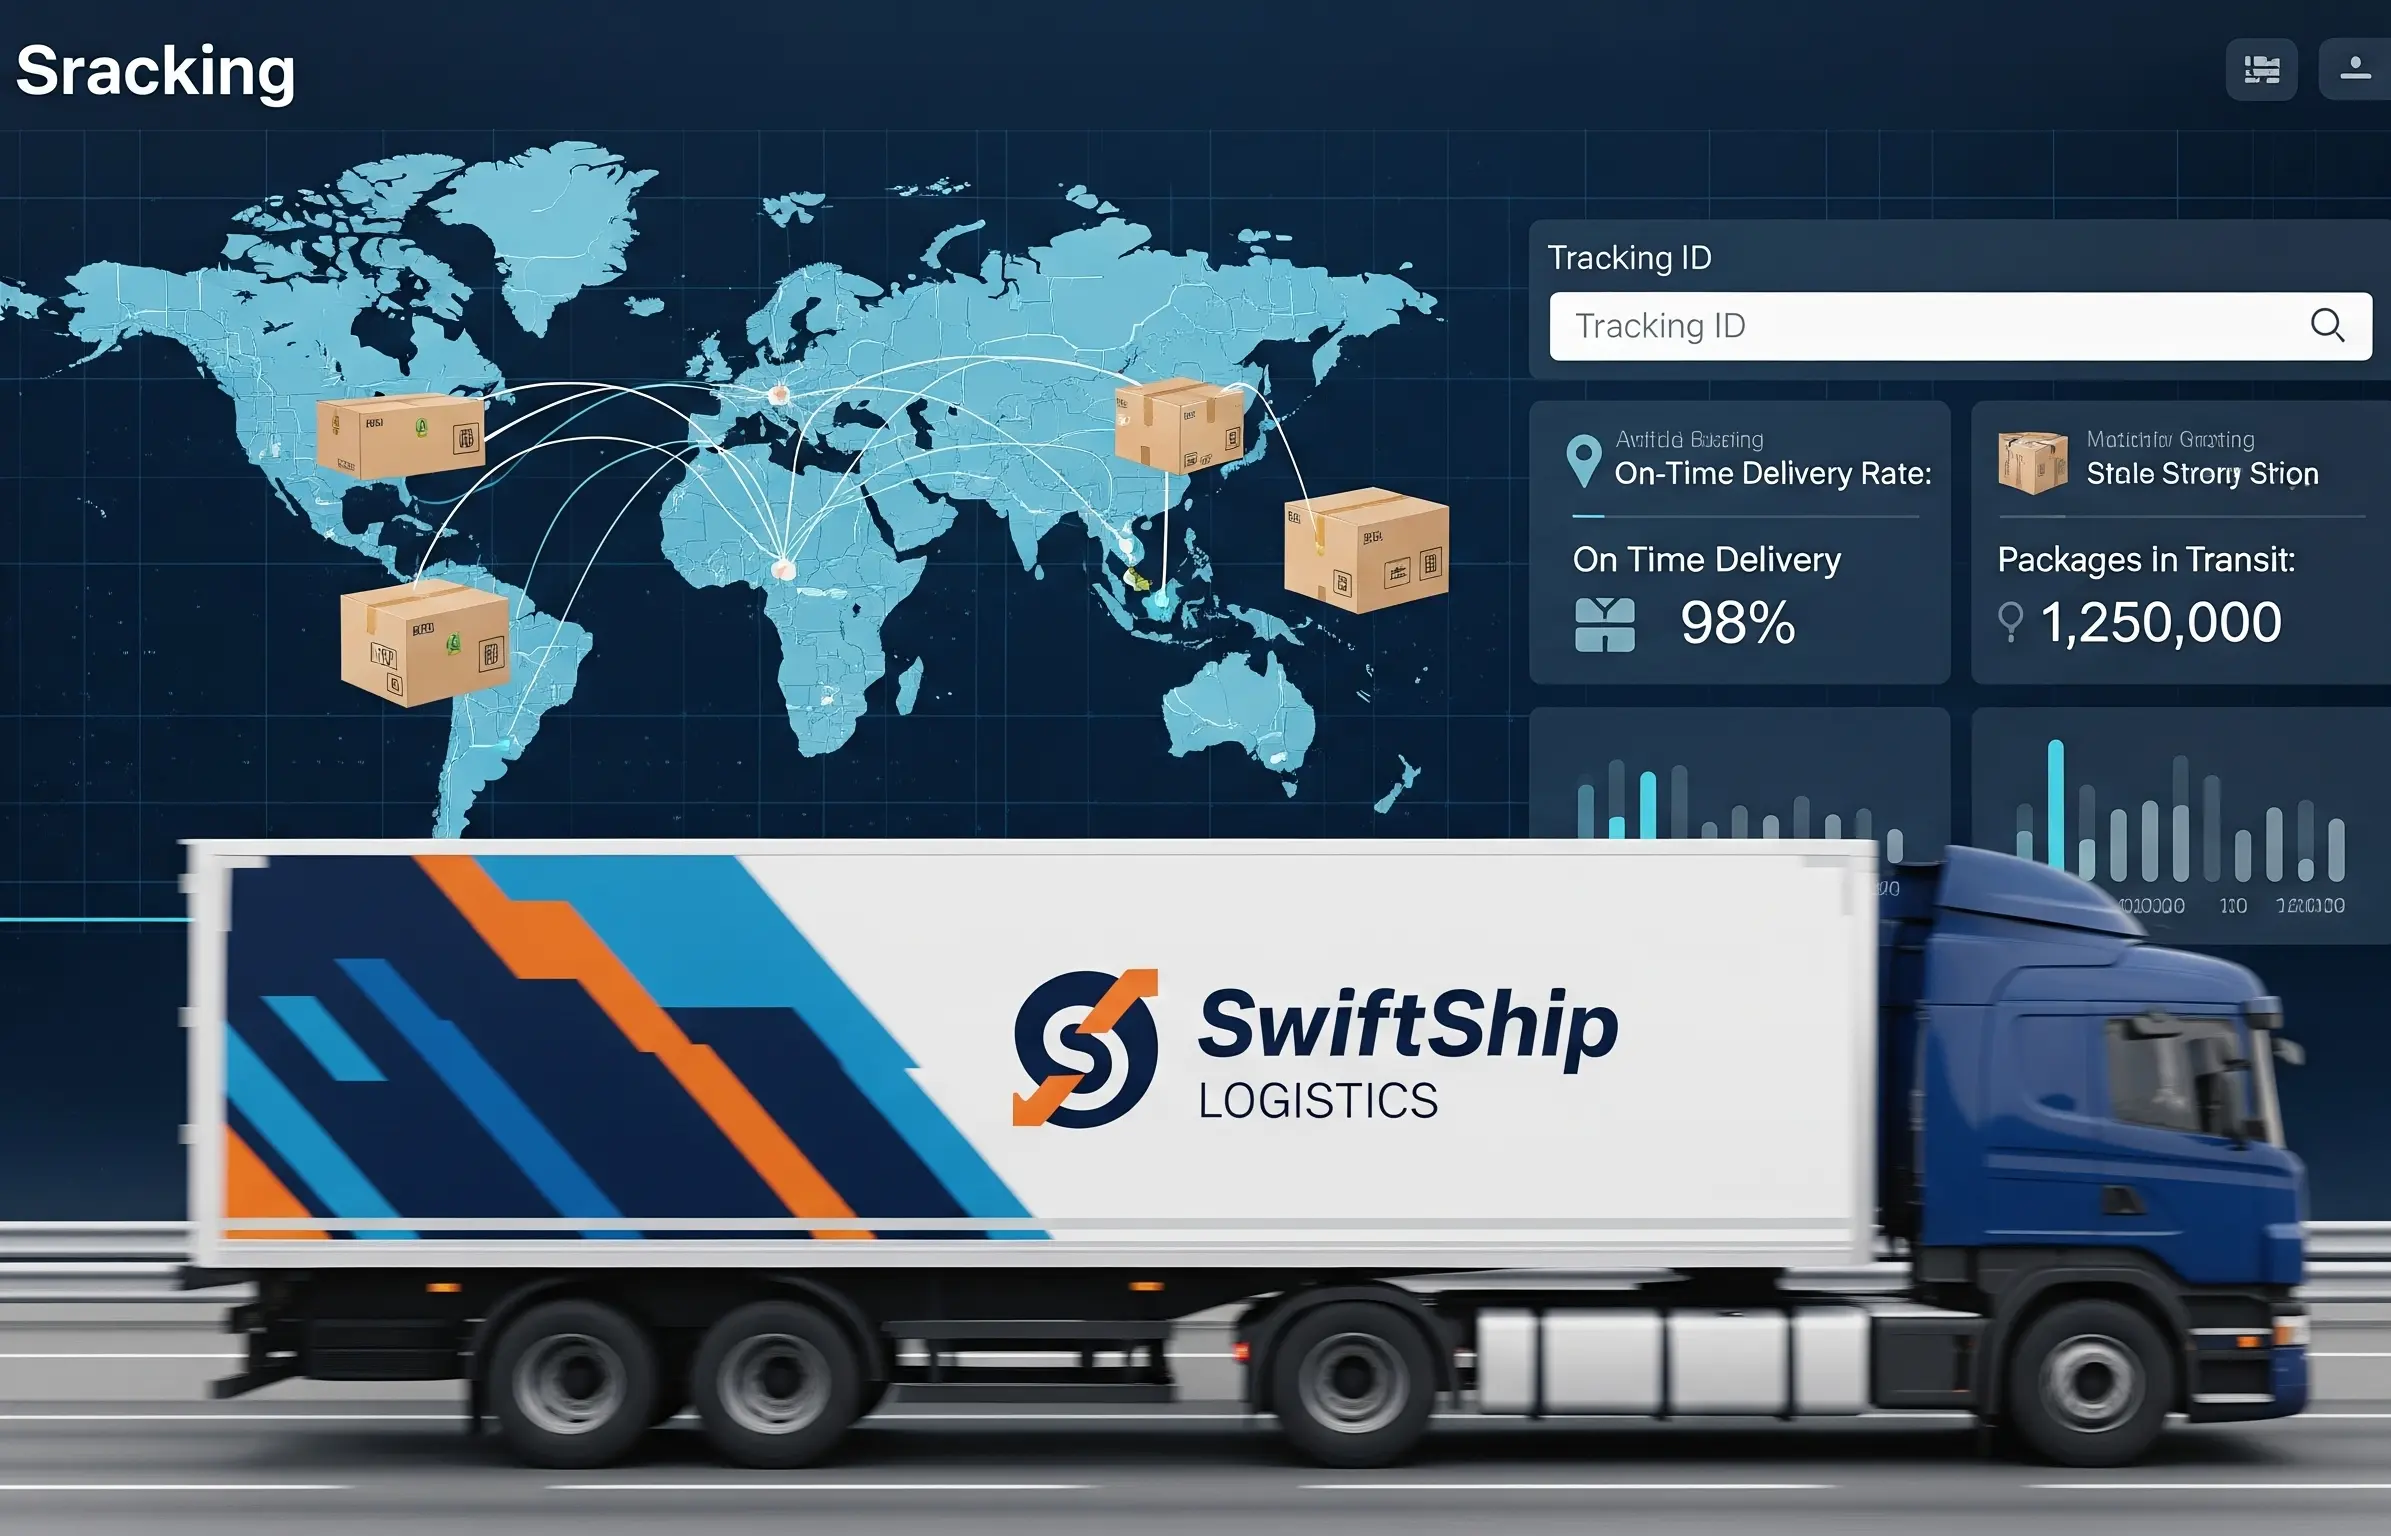 Sracking
Tracking ID
Tracking ID
On-Time Delivery Rate:
On Time Delivery
98%
Packages in Transit:
1,250,000
SwiftShip
LOGISTICS